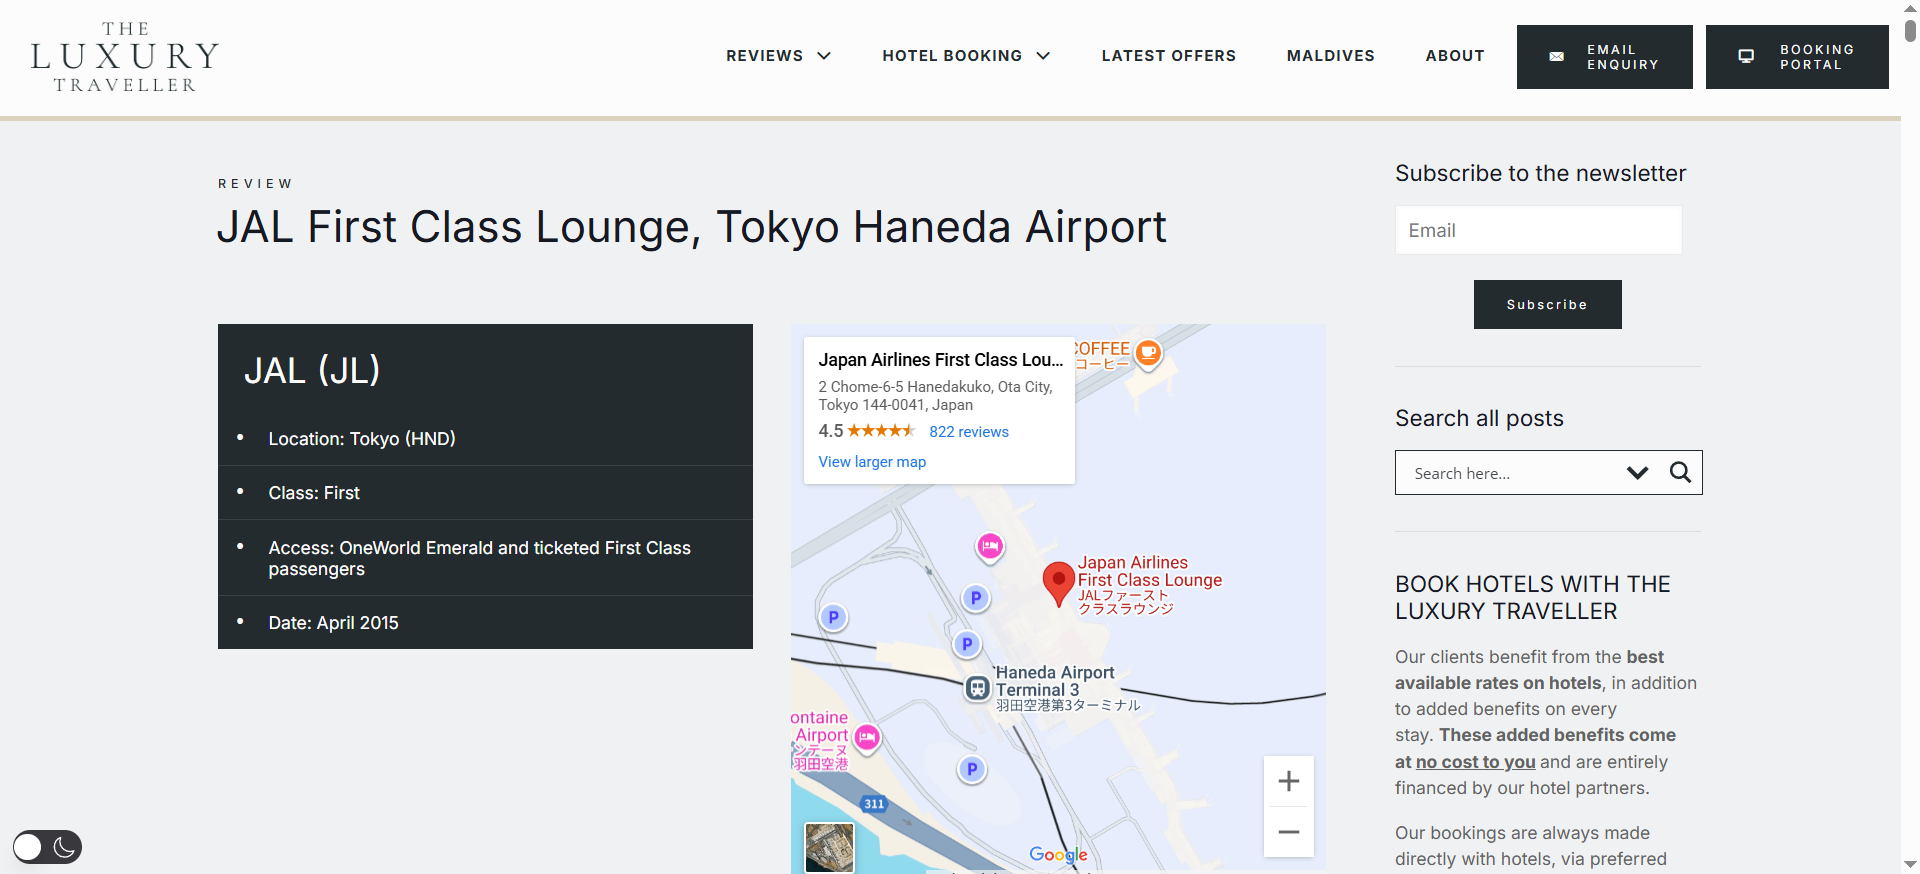 THE
LUXURY
TRAVELLER
REVIEWS
HOTEL BOOKING
LATEST OFFERS
MALDIVES
ABOUT
EMAIL
ENQUIRY
BOOKING
PORTAL
REVIEW
JAL First Class Lounge, Tokyo Haneda Airport
JAL (JL)
• Location: Tokyo (HND)
• Class: First
• Access: OneWorld Emerald and ticketed First Class
passengers
• Date: April 2015
Japan Airlines First Class Lou...
2 Chome-6-5 Hanedakuko, Ota City,
Tokyo 144-0041, Japan
4.5
822 reviews
View larger map
COFFEE
コーヒー
Japan Airlines
First Class Lounge
JALファースト
クラスラウンジ
P
P
P
Haneda Airport
Terminal 3
羽田空港第3ターミナル
ontaine
Airport
ンテーヌ
羽田空港
P
311
Google
Subscribe to the newsletter
Email
Subscribe
Search all posts
Search here...
BOOK HOTELS WITH THE
LUXURY TRAVELLER
Our clients benefit from the best
available rates on hotels, in addition
to added benefits on every
stay. These added benefits come
at no cost to you and are entirely
financed by our hotel partners.
Our bookings are always made
directly with hotels, via preferred